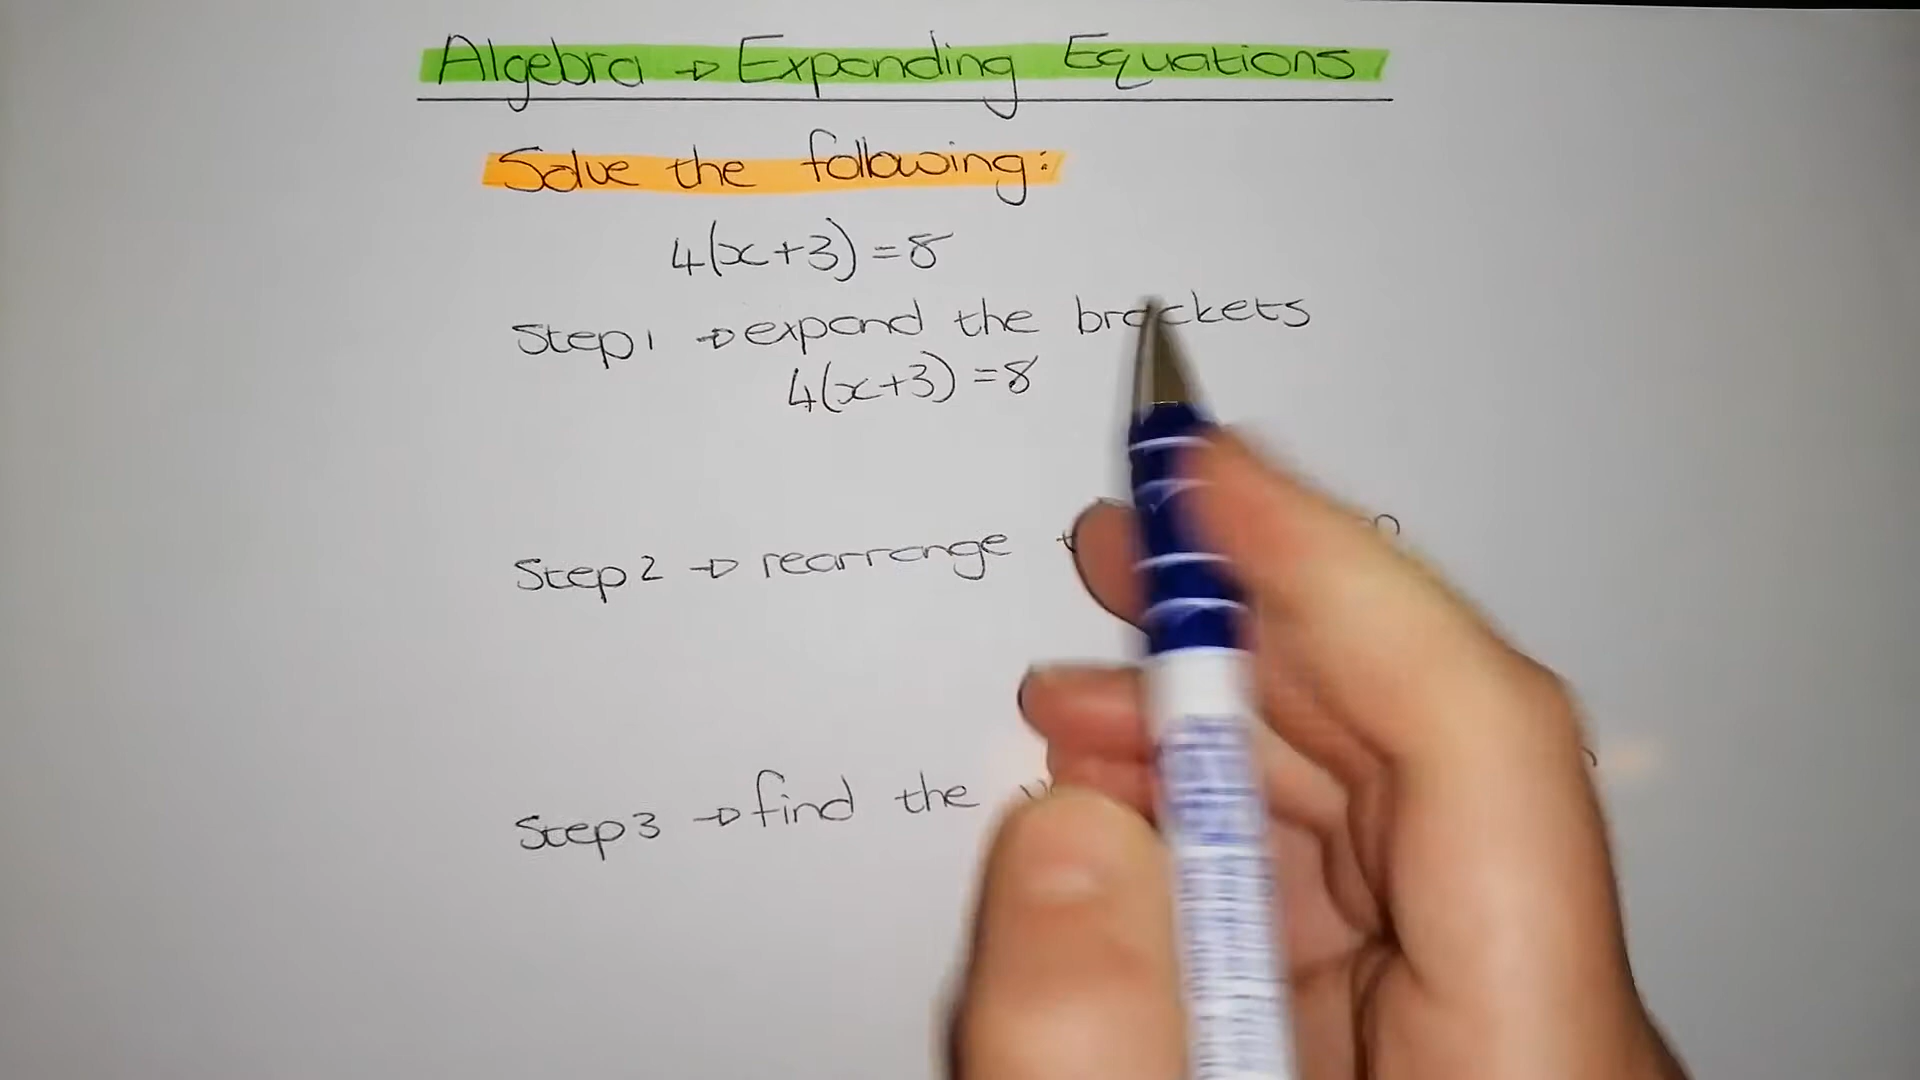 Algebra → Expanding Equations
Solve the following:
4(x+3)=8
Step 1 → expand the brackets
4(x+3)=8
Step 2 → rearrange
Step 3 → find the